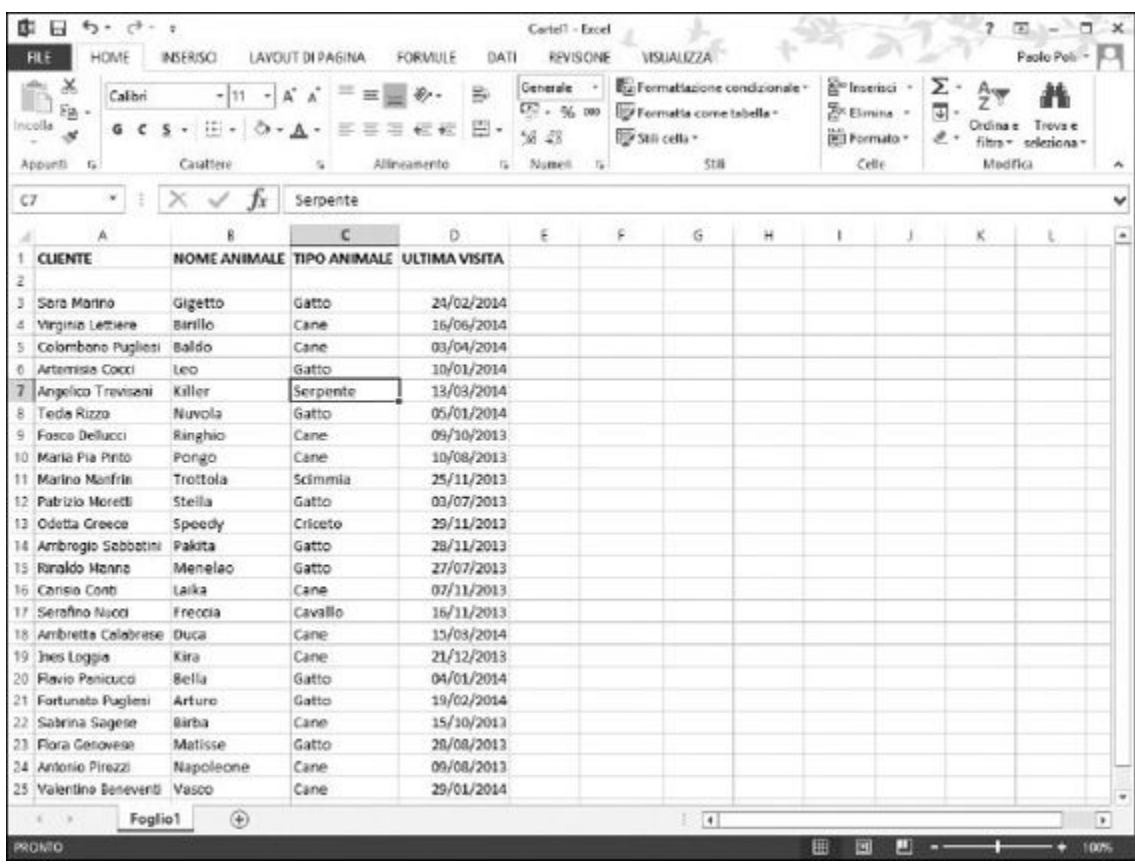 Cartel1 - Excel
FILE HOME INSERISCI LAYOUT DI PAGINA FORMULE DATI REVISIONE VISUALIZZA Paolo Poli
Incolla
Calibri 11
G C S
Generale
% 000
Formattazione condizionale
Formatta come tabella
Stili cella
Inserisci
Elimina
Formato
Ordina e filtra
Trova e seleziona
Appunti Carattere Allineamento Numeri Stili Celle Modifica
C7 fx Serpente
A B C D E F G H I J K L
1 CLIENTE NOME ANIMALE TIPO ANIMALE ULTIMA VISITA
2
3 Sara Marino Gigetto Gatto 24/02/2014
4 Virginia Lettiere Birillo Cane 16/06/2014
5 Colombano Pugliesi Baldo Cane 03/04/2014
6 Artemisia Cocci Leo Gatto 10/01/2014
7 Angelico Trevisani Killer Serpente 13/03/2014
8 Teda Rizzo Nuvola Gatto 05/01/2014
9 Fosco Dellucci Ringhio Cane 09/10/2013
10 Maria Pia Pinto Pongo Cane 10/08/2013
11 Marino Manfrin Trottola Scimmia 25/11/2013
12 Patrizio Moretti Stella Gatto 03/07/2013
13 Odetta Greece Speedy Criceto 29/11/2013
14 Ambrogio Sabbatini Pakita Gatto 28/11/2013
15 Rinaldo Manna Menelao Gatto 27/07/2013
16 Carisio Conti Laika Cane 07/11/2013
17 Serafino Nucci Freccia Cavallo 16/11/2013
18 Ambretta Calabrese Duca Cane 15/03/2014
19 Ines Loggia Kira Cane 21/12/2013
20 Flavio Panicucci Bella Gatto 04/01/2014
21 Fortunato Pugliesi Arturo Gatto 19/02/2014
22 Sabrina Sagese Birba Cane 15/10/2013
23 Flora Genovese Matisse Gatto 28/08/2013
24 Antonio Pirozzi Napoleone Cane 09/08/2013
25 Valentino Beneventi Vasco Cane 29/01/2014
Foglio1
PRONTO 100%